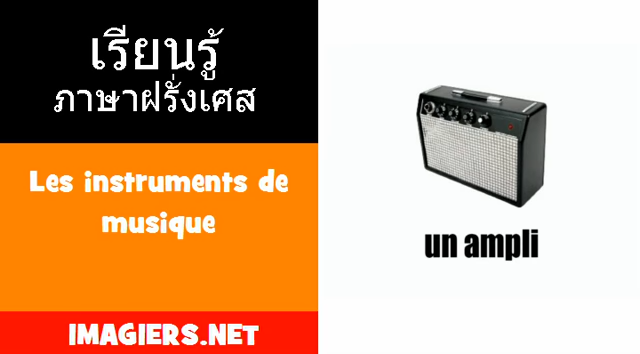 เรียนรู้
ภาษาฝรั่งเศส
Les instruments de
musique
IMAGIERS.NET
un ampli